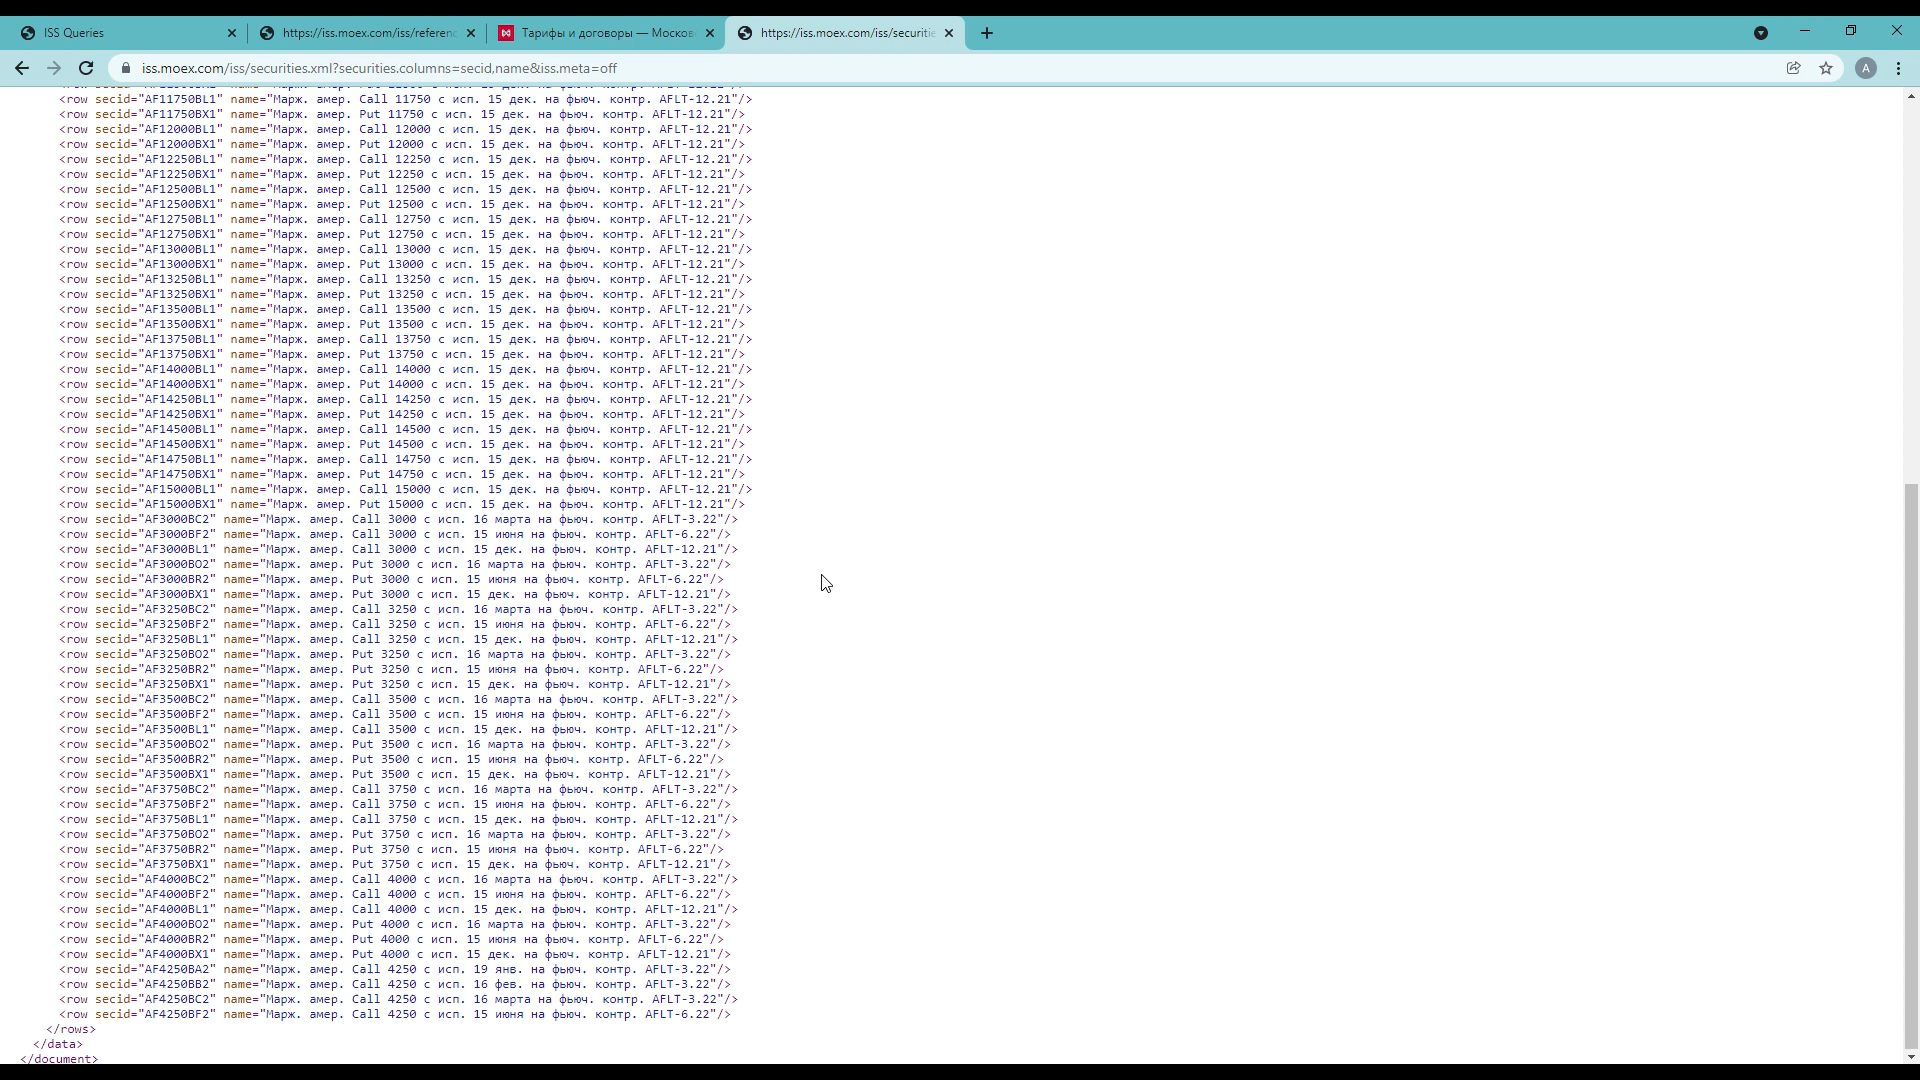 ISS Queries
https://iss.moex.com/iss/referenc
Тарифы и договоры — Москов
https://iss.moex.com/iss/securitie
iss.moex.com/iss/securities.xml?securities.columns=secid,name&iss.meta=off
A
<row secid="AF11750BL1" name="Марж. амер. Call 11750 с исп. 15 дек. на фьюч. контр. AFLT-12.21"/>
<row secid="AF11750BX1" name="Марж. амер. Put 11750 с исп. 15 дек. на фьюч. контр. AFLT-12.21"/>
<row secid="AF12000BL1" name="Марж. амер. Call 12000 с исп. 15 дек. на фьюч. контр. AFLT-12.21"/>
<row secid="AF12000BX1" name="Марж. амер. Put 12000 с исп. 15 дек. на фьюч. контр. AFLT-12.21"/>
<row secid="AF12250BL1" name="Марж. амер. Call 12250 с исп. 15 дек. на фьюч. контр. AFLT-12.21"/>
<row secid="AF12250BX1" name="Марж. амер. Put 12250 с исп. 15 дек. на фьюч. контр. AFLT-12.21"/>
<row secid="AF12500BL1" name="Марж. амер. Call 12500 с исп. 15 дек. на фьюч. контр. AFLT-12.21"/>
<row secid="AF12500BX1" name="Марж. амер. Put 12500 с исп. 15 дек. на фьюч. контр. AFLT-12.21"/>
<row secid="AF12750BL1" name="Марж. амер. Call 12750 с исп. 15 дек. на фьюч. контр. AFLT-12.21"/>
<row secid="AF12750BX1" name="Марж. амер. Put 12750 с исп. 15 дек. на фьюч. контр. AFLT-12.21"/>
<row secid="AF13000BL1" name="Марж. амер. Call 13000 с исп. 15 дек. на фьюч. контр. AFLT-12.21"/>
<row secid="AF13000BX1" name="Марж. амер. Put 13000 с исп. 15 дек. на фьюч. контр. AFLT-12.21"/>
<row secid="AF13250BL1" name="Марж. амер. Call 13250 с исп. 15 дек. на фьюч. контр. AFLT-12.21"/>
<row secid="AF13250BX1" name="Марж. амер. Put 13250 с исп. 15 дек. на фьюч. контр. AFLT-12.21"/>
<row secid="AF13500BL1" name="Марж. амер. Call 13500 с исп. 15 дек. на фьюч. контр. AFLT-12.21"/>
<row secid="AF13500BX1" name="Марж. амер. Put 13500 с исп. 15 дек. на фьюч. контр. AFLT-12.21"/>
<row secid="AF13750BL1" name="Марж. амер. Call 13750 с исп. 15 дек. на фьюч. контр. AFLT-12.21"/>
<row secid="AF13750BX1" name="Марж. амер. Put 13750 с исп. 15 дек. на фьюч. контр. AFLT-12.21"/>
<row secid="AF14000BL1" name="Марж. амер. Call 14000 с исп. 15 дек. на фьюч. контр. AFLT-12.21"/>
<row secid="AF14000BX1" name="Марж. амер. Put 14000 с исп. 15 дек. на фьюч. контр. AFLT-12.21"/>
<row secid="AF14250BL1" name="Марж. амер. Call 14250 с исп. 15 дек. на фьюч. контр. AFLT-12.21"/>
<row secid="AF14250BX1" name="Марж. амер. Put 14250 с исп. 15 дек. на фьюч. контр. AFLT-12.21"/>
<row secid="AF14500BL1" name="Марж. амер. Call 14500 с исп. 15 дек. на фьюч. контр. AFLT-12.21"/>
<row secid="AF14500BX1" name="Марж. амер. Put 14500 с исп. 15 дек. на фьюч. контр. AFLT-12.21"/>
<row secid="AF14750BL1" name="Марж. амер. Call 14750 с исп. 15 дек. на фьюч. контр. AFLT-12.21"/>
<row secid="AF14750BX1" name="Марж. амер. Put 14750 с исп. 15 дек. на фьюч. контр. AFLT-12.21"/>
<row secid="AF15000BL1" name="Марж. амер. Call 15000 с исп. 15 дек. на фьюч. контр. AFLT-12.21"/>
<row secid="AF15000BX1" name="Марж. амер. Put 15000 с исп. 15 дек. на фьюч. контр. AFLT-12.21"/>
<row secid="AF3000BC2" name="Марж. амер. Call 3000 с исп. 16 марта на фьюч. контр. AFLT-3.22"/>
<row secid="AF3000BF2" name="Марж. амер. Call 3000 с исп. 15 июня на фьюч. контр. AFLT-6.22"/>
<row secid="AF3000BL1" name="Марж. амер. Call 3000 с исп. 15 дек. на фьюч. контр. AFLT-12.21"/>
<row secid="AF3000BO2" name="Марж. амер. Put 3000 с исп. 16 марта на фьюч. контр. AFLT-3.22"/>
<row secid="AF3000BR2" name="Марж. амер. Put 3000 с исп. 15 июня на фьюч. контр. AFLT-6.22"/>
<row secid="AF3000BX1" name="Марж. амер. Put 3000 с исп. 15 дек. на фьюч. контр. AFLT-12.21"/>
<row secid="AF3250BC2" name="Марж. амер. Call 3250 с исп. 16 марта на фьюч. контр. AFLT-3.22"/>
<row secid="AF3250BF2" name="Марж. амер. Call 3250 с исп. 15 июня на фьюч. контр. AFLT-6.22"/>
<row secid="AF3250BL1" name="Марж. амер. Call 3250 с исп. 15 дек. на фьюч. контр. AFLT-12.21"/>
<row secid="AF3250BO2" name="Марж. амер. Put 3250 с исп. 16 марта на фьюч. контр. AFLT-3.22"/>
<row secid="AF3250BR2" name="Марж. амер. Put 3250 с исп. 15 июня на фьюч. контр. AFLT-6.22"/>
<row secid="AF3250BX1" name="Марж. амер. Put 3250 с исп. 15 дек. на фьюч. контр. AFLT-12.21"/>
<row secid="AF3500BC2" name="Марж. амер. Call 3500 с исп. 16 марта на фьюч. контр. AFLT-3.22"/>
<row secid="AF3500BF2" name="Марж. амер. Call 3500 с исп. 15 июня на фьюч. контр. AFLT-6.22"/>
<row secid="AF3500BL1" name="Марж. амер. Call 3500 с исп. 15 дек. на фьюч. контр. AFLT-12.21"/>
<row secid="AF3500BO2" name="Марж. амер. Put 3500 с исп. 16 марта на фьюч. контр. AFLT-3.22"/>
<row secid="AF3500BR2" name="Марж. амер. Put 3500 с исп. 15 июня на фьюч. контр. AFLT-6.22"/>
<row secid="AF3500BX1" name="Марж. амер. Put 3500 с исп. 15 дек. на фьюч. контр. AFLT-12.21"/>
<row secid="AF3750BC2" name="Марж. амер. Call 3750 с исп. 16 марта на фьюч. контр. AFLT-3.22"/>
<row secid="AF3750BF2" name="Марж. амер. Call 3750 с исп. 15 июня на фьюч. контр. AFLT-6.22"/>
<row secid="AF3750BL1" name="Марж. амер. Call 3750 с исп. 15 дек. на фьюч. контр. AFLT-12.21"/>
<row secid="AF3750BO2" name="Марж. амер. Put 3750 с исп. 16 марта на фьюч. контр. AFLT-3.22"/>
<row secid="AF3750BR2" name="Марж. амер. Put 3750 с исп. 15 июня на фьюч. контр. AFLT-6.22"/>
<row secid="AF3750BX1" name="Марж. амер. Put 3750 с исп. 15 дек. на фьюч. контр. AFLT-12.21"/>
<row secid="AF4000BC2" name="Марж. амер. Call 4000 с исп. 16 марта на фьюч. контр. AFLT-3.22"/>
<row secid="AF4000BF2" name="Марж. амер. Call 4000 с исп. 15 июня на фьюч. контр. AFLT-6.22"/>
<row secid="AF4000BL1" name="Марж. амер. Call 4000 с исп. 15 дек. на фьюч. контр. AFLT-12.21"/>
<row secid="AF4000BO2" name="Марж. амер. Put 4000 с исп. 16 марта на фьюч. контр. AFLT-3.22"/>
<row secid="AF4000BR2" name="Марж. амер. Put 4000 с исп. 15 июня на фьюч. контр. AFLT-6.22"/>
<row secid="AF4000BX1" name="Марж. амер. Put 4000 с исп. 15 дек. на фьюч. контр. AFLT-12.21"/>
<row secid="AF4250BA2" name="Марж. амер. Call 4250 с исп. 19 янв. на фьюч. контр. AFLT-3.22"/>
<row secid="AF4250BB2" name="Марж. амер. Call 4250 с исп. 16 фев. на фьюч. контр. AFLT-3.22"/>
<row secid="AF4250BC2" name="Марж. амер. Call 4250 с исп. 16 марта на фьюч. контр. AFLT-3.22"/>
<row secid="AF4250BF2" name="Марж. амер. Call 4250 с исп. 15 июня на фьюч. контр. AFLT-6.22"/>
</rows>
</data>
</document>